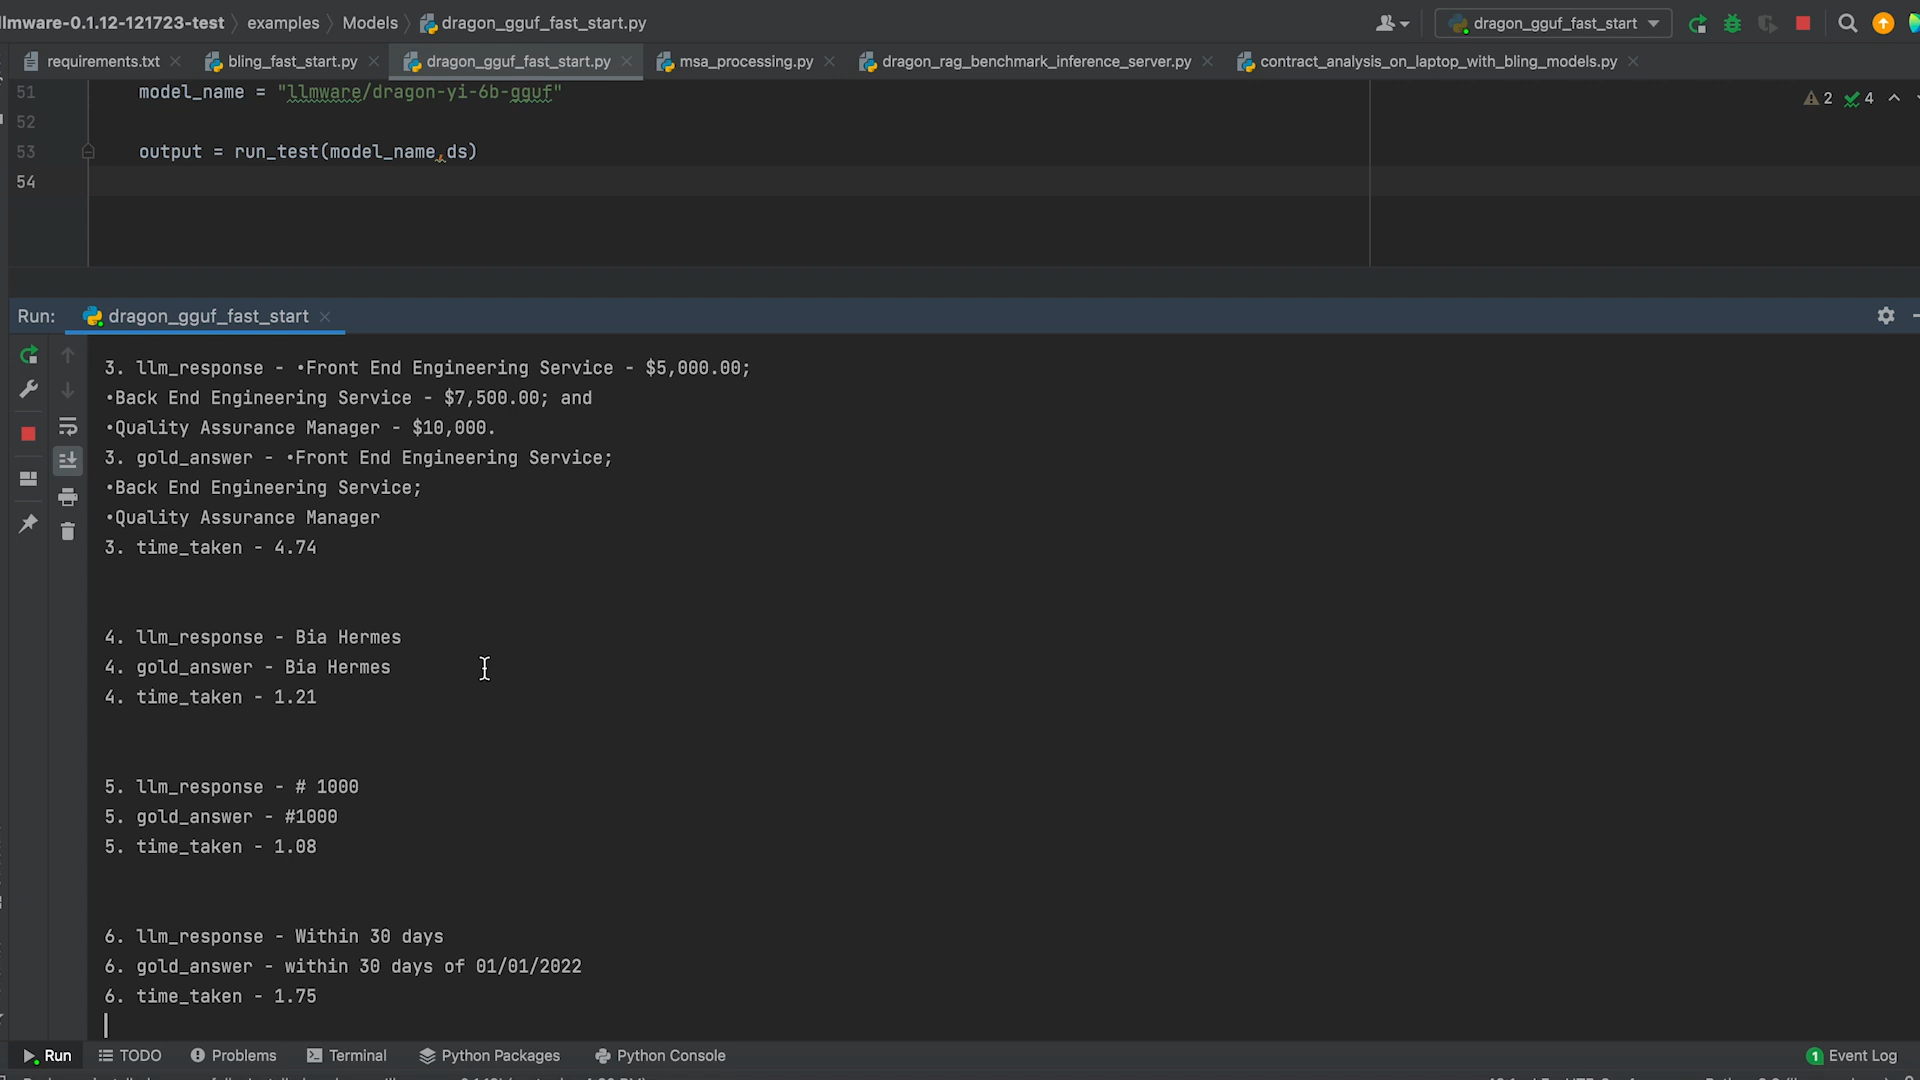 llmware-0.1.12-121723-test examples Models dragon_gguf_fast_start.py dragon_gguf_fast_start
requirements.txt bling_fast_start.py dragon_gguf_fast_start.py msa_processing.py dragon_rag_benchmark_inference_server.py contract_analysis_on_laptop_with_bling_models.py
51 model_name = "llmware/dragon-yi-6b-gguf" 2 4
52
53 output = run_test(model_name,ds)
54
Run: dragon_gguf_fast_start
3. llm_response - •Front End Engineering Service - $5,000.00;
•Back End Engineering Service - $7,500.00; and
•Quality Assurance Manager - $10,000.
3. gold_answer - •Front End Engineering Service;
•Back End Engineering Service;
•Quality Assurance Manager
3. time_taken - 4.74
4. llm_response - Bia Hermes
4. gold_answer - Bia Hermes
4. time_taken - 1.21
5. llm_response - # 1000
5. gold_answer - #1000
5. time_taken - 1.08
6. llm_response - Within 30 days
6. gold_answer - within 30 days of 01/01/2022
6. time_taken - 1.75
Run TODO Problems Terminal Python Packages Python Console 1 Event Log